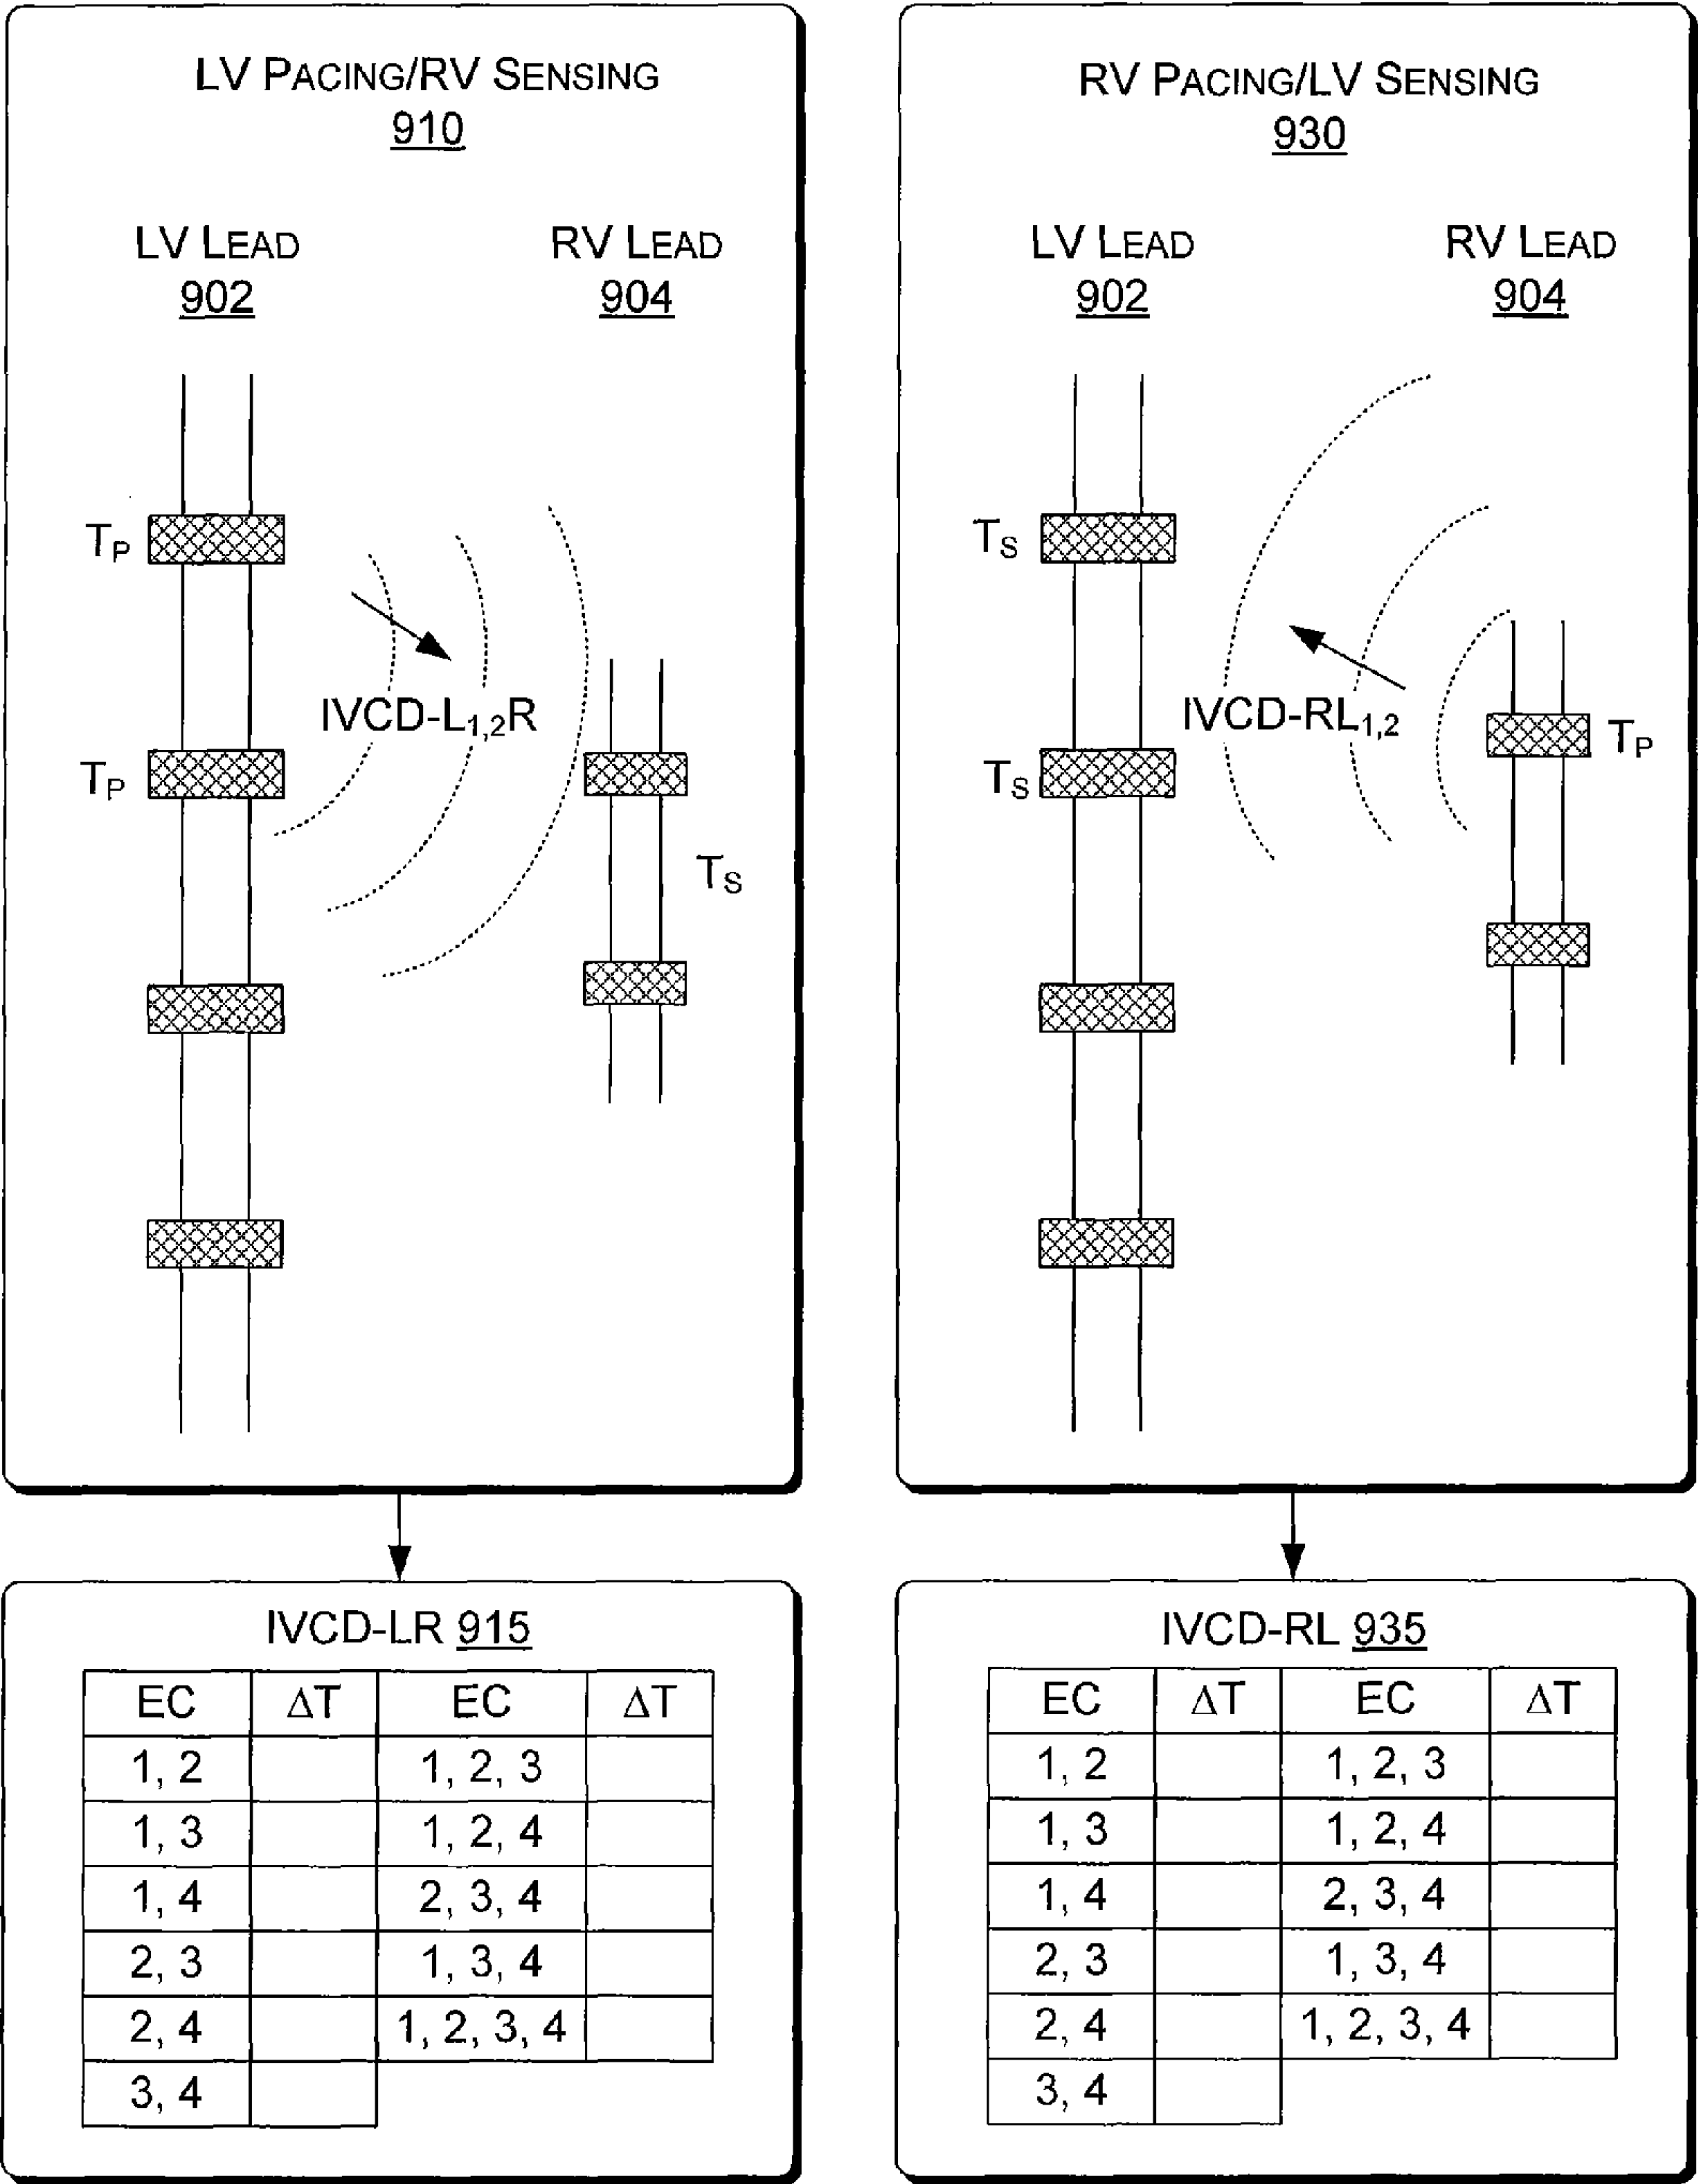 LV PACING/RV SENSING
910
LV LEAD
902
RV LEAD
904
TP
IVCD-L1,2R
TP
TS
RV PACING/LV SENSING
930
LV LEAD
902
RV LEAD
904
TS
IVCD-RL1,2
TP
TS
IVCD-LR 915
EC ΔT EC ΔT
1, 2 1, 2, 3
1, 3 1, 2, 4
1, 4 2, 3, 4
2, 3 1, 3, 4
2, 4 1, 2, 3, 4
3, 4
IVCD-RL 935
EC ΔT EC ΔT
1, 2 1, 2, 3
1, 3 1, 2, 4
1, 4 2, 3, 4
2, 3 1, 3, 4
2, 4 1, 2, 3, 4
3, 4